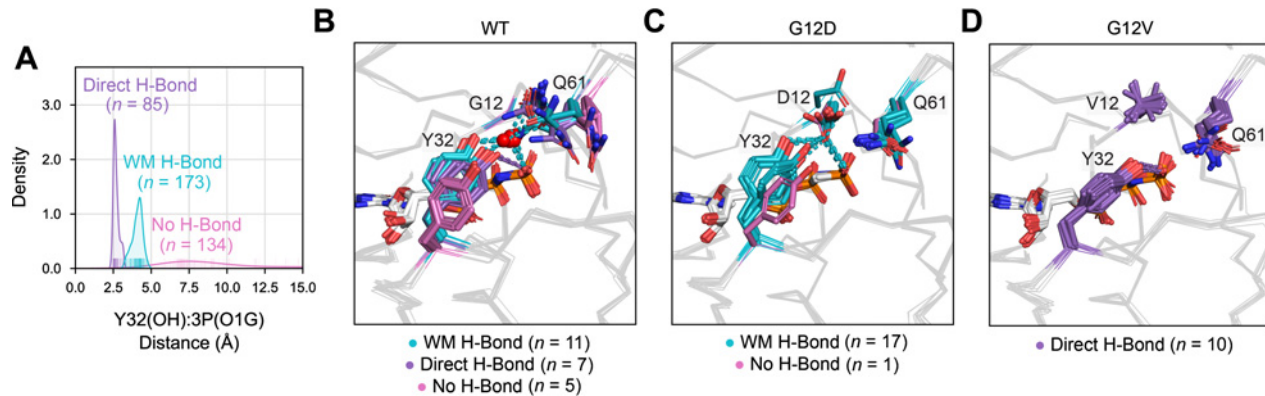 A
Direct H-Bond
(n = 85)
WM H-Bond
(n = 173)
No H-Bond
(n = 134)
Density
3.0
2.0
1.0
0.0
0.0 2.5 5.0 7.5 10.0 15.0
Y32(OH):3P(O1G)
Distance (Å)
B
WT
Q61
G12
Y32
WM H-Bond (n = 11)
Direct H-Bond (n = 7)
No H-Bond (n = 5)
C
G12D
D12
Q61
Y32
WM H-Bond (n = 17)
No H-Bond (n = 1)
D
G12V
V12
Q61
Y32
Direct H-Bond (n = 10)